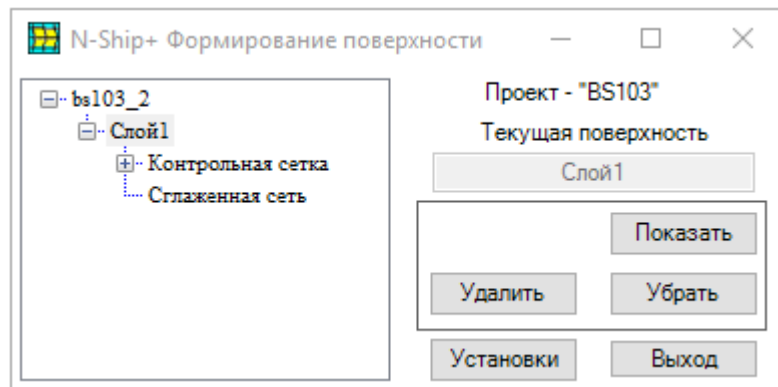 N-Ship+ Формирование поверхности
bs103_2
Слой1
Контрольная сетка
Сглаженная сеть
Проект - "BS103"
Текущая поверхность
Слой1
Показать
Удалить
Убрать
Установки
Выход